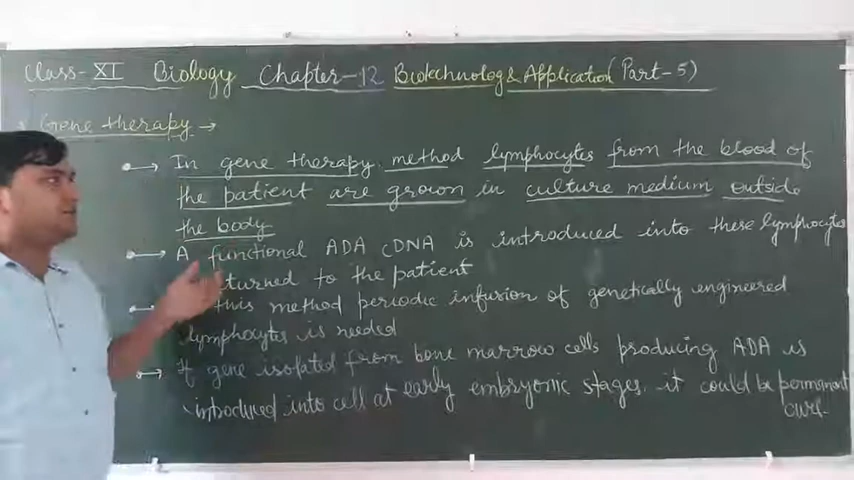 Class-XI Biology Chapter-12 Biotechnology & Application (Part-5)
Gene therapy →
In gene therapy method lymphocytes from the blood of
the patient are grown in culture medium outside
the body
A functional ADA cDNA is introduced into these lymphocytes
turned to the patient
this method periodic infusion of genetically engineered
lymphocytes is needed
If gene isolated from bone marrow cells producing ADA is
introduced into cell at early embryonic stages. it could be permanent
cure